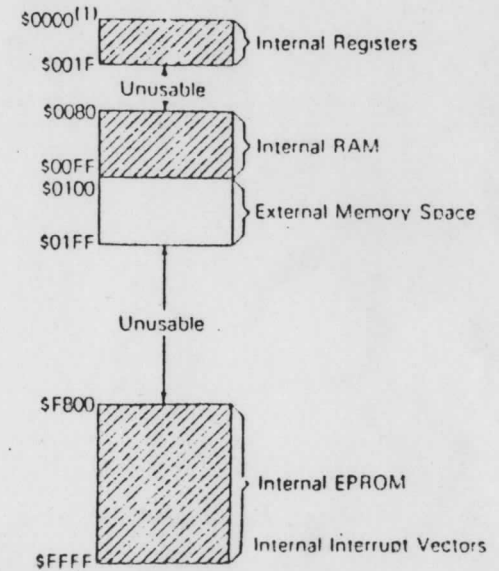 $0000(1)
Internal Registers
$001F
Unusable
$0080
Internal RAM
$00FF
$0100
External Memory Space
$01FF
Unusable
$F800
Internal EPROM
Internal Interrupt Vectors
$FFFF